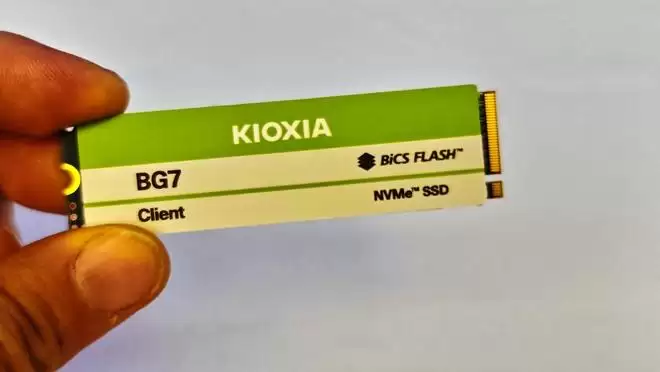 KIOXIA
BG7
BiCS FLASH™
Client
NVMe™ SSD